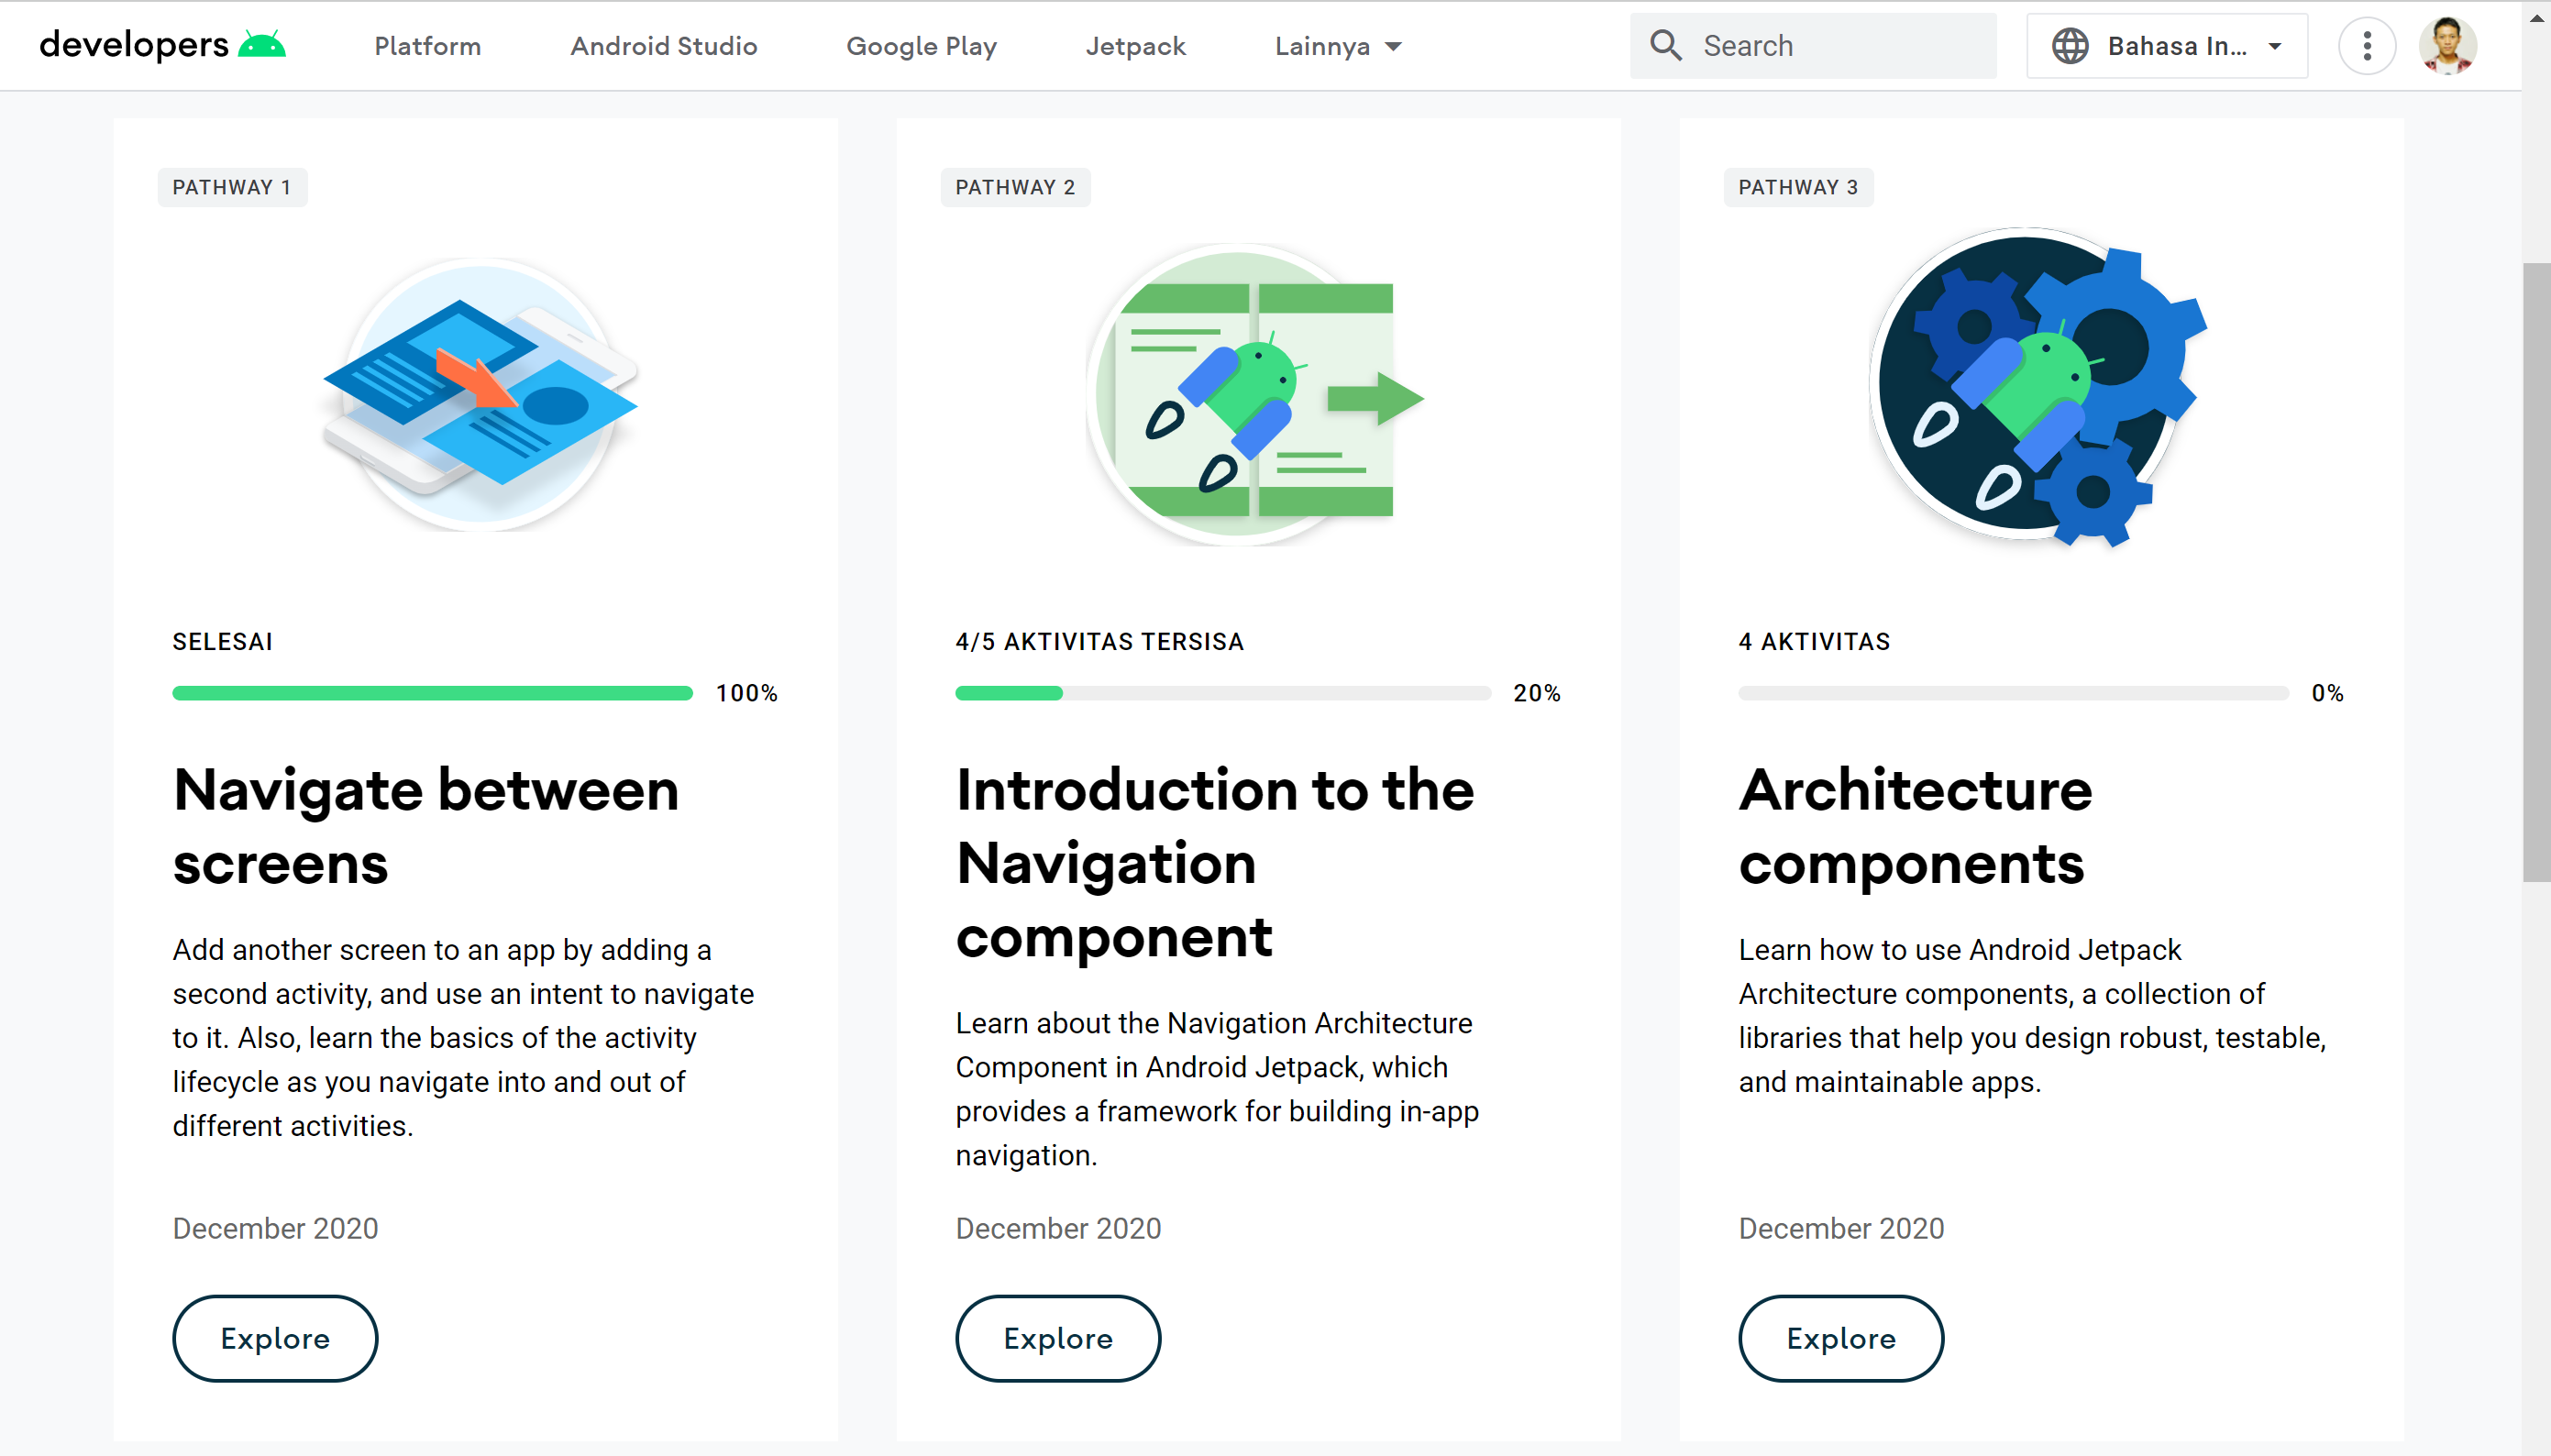 developers
Platform
Android Studio
Google Play
Jetpack
Lainnya
Search
Bahasa In...
PATHWAY 1
SELESAI
100%
Navigate between
screens
Add another screen to an app by adding a
second activity, and use an intent to navigate
to it. Also, learn the basics of the activity
lifecycle as you navigate into and out of
different activities.
December 2020
Explore
PATHWAY 2
4/5 AKTIVITAS TERSISA
20%
Introduction to the
Navigation
component
Learn about the Navigation Architecture
Component in Android Jetpack, which
provides a framework for building in-app
navigation.
December 2020
Explore
PATHWAY 3
4 AKTIVITAS
0%
Architecture
components
Learn how to use Android Jetpack
Architecture components, a collection of
libraries that help you design robust, testable,
and maintainable apps.
December 2020
Explore